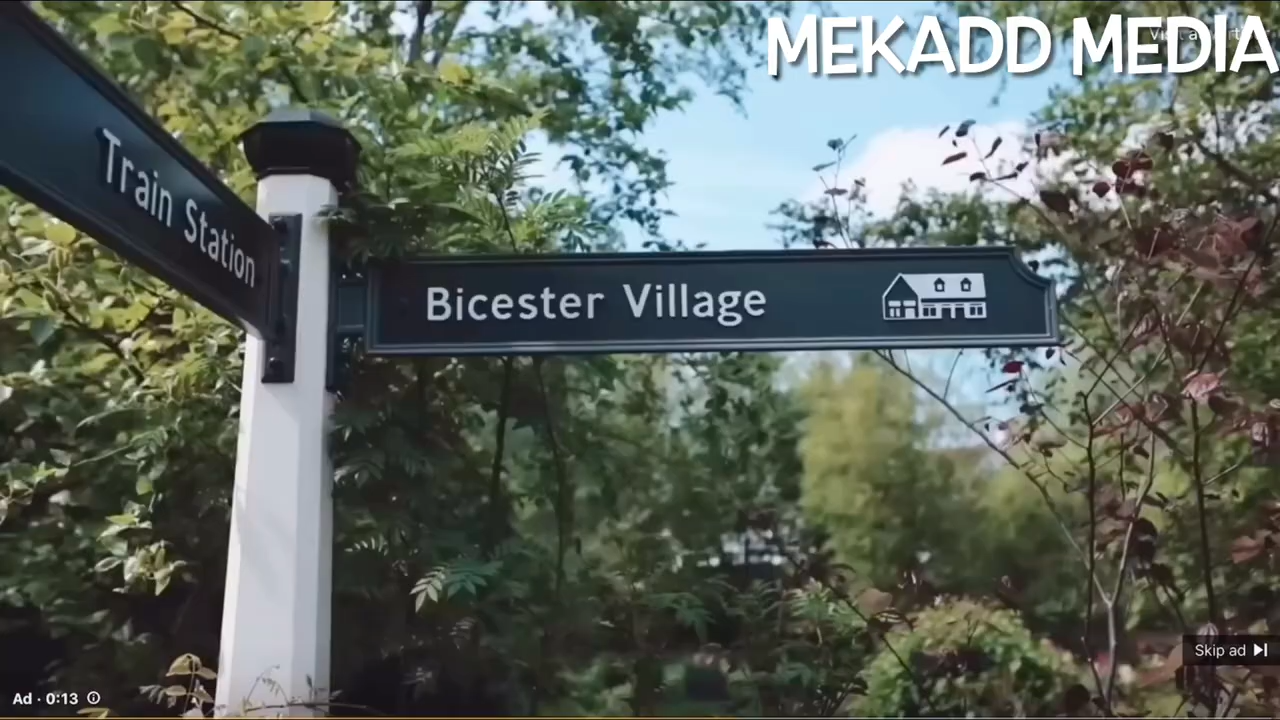 MEKADD MEDIA
Train Station
Bicester Village
Skip ad
Ad · 0:13